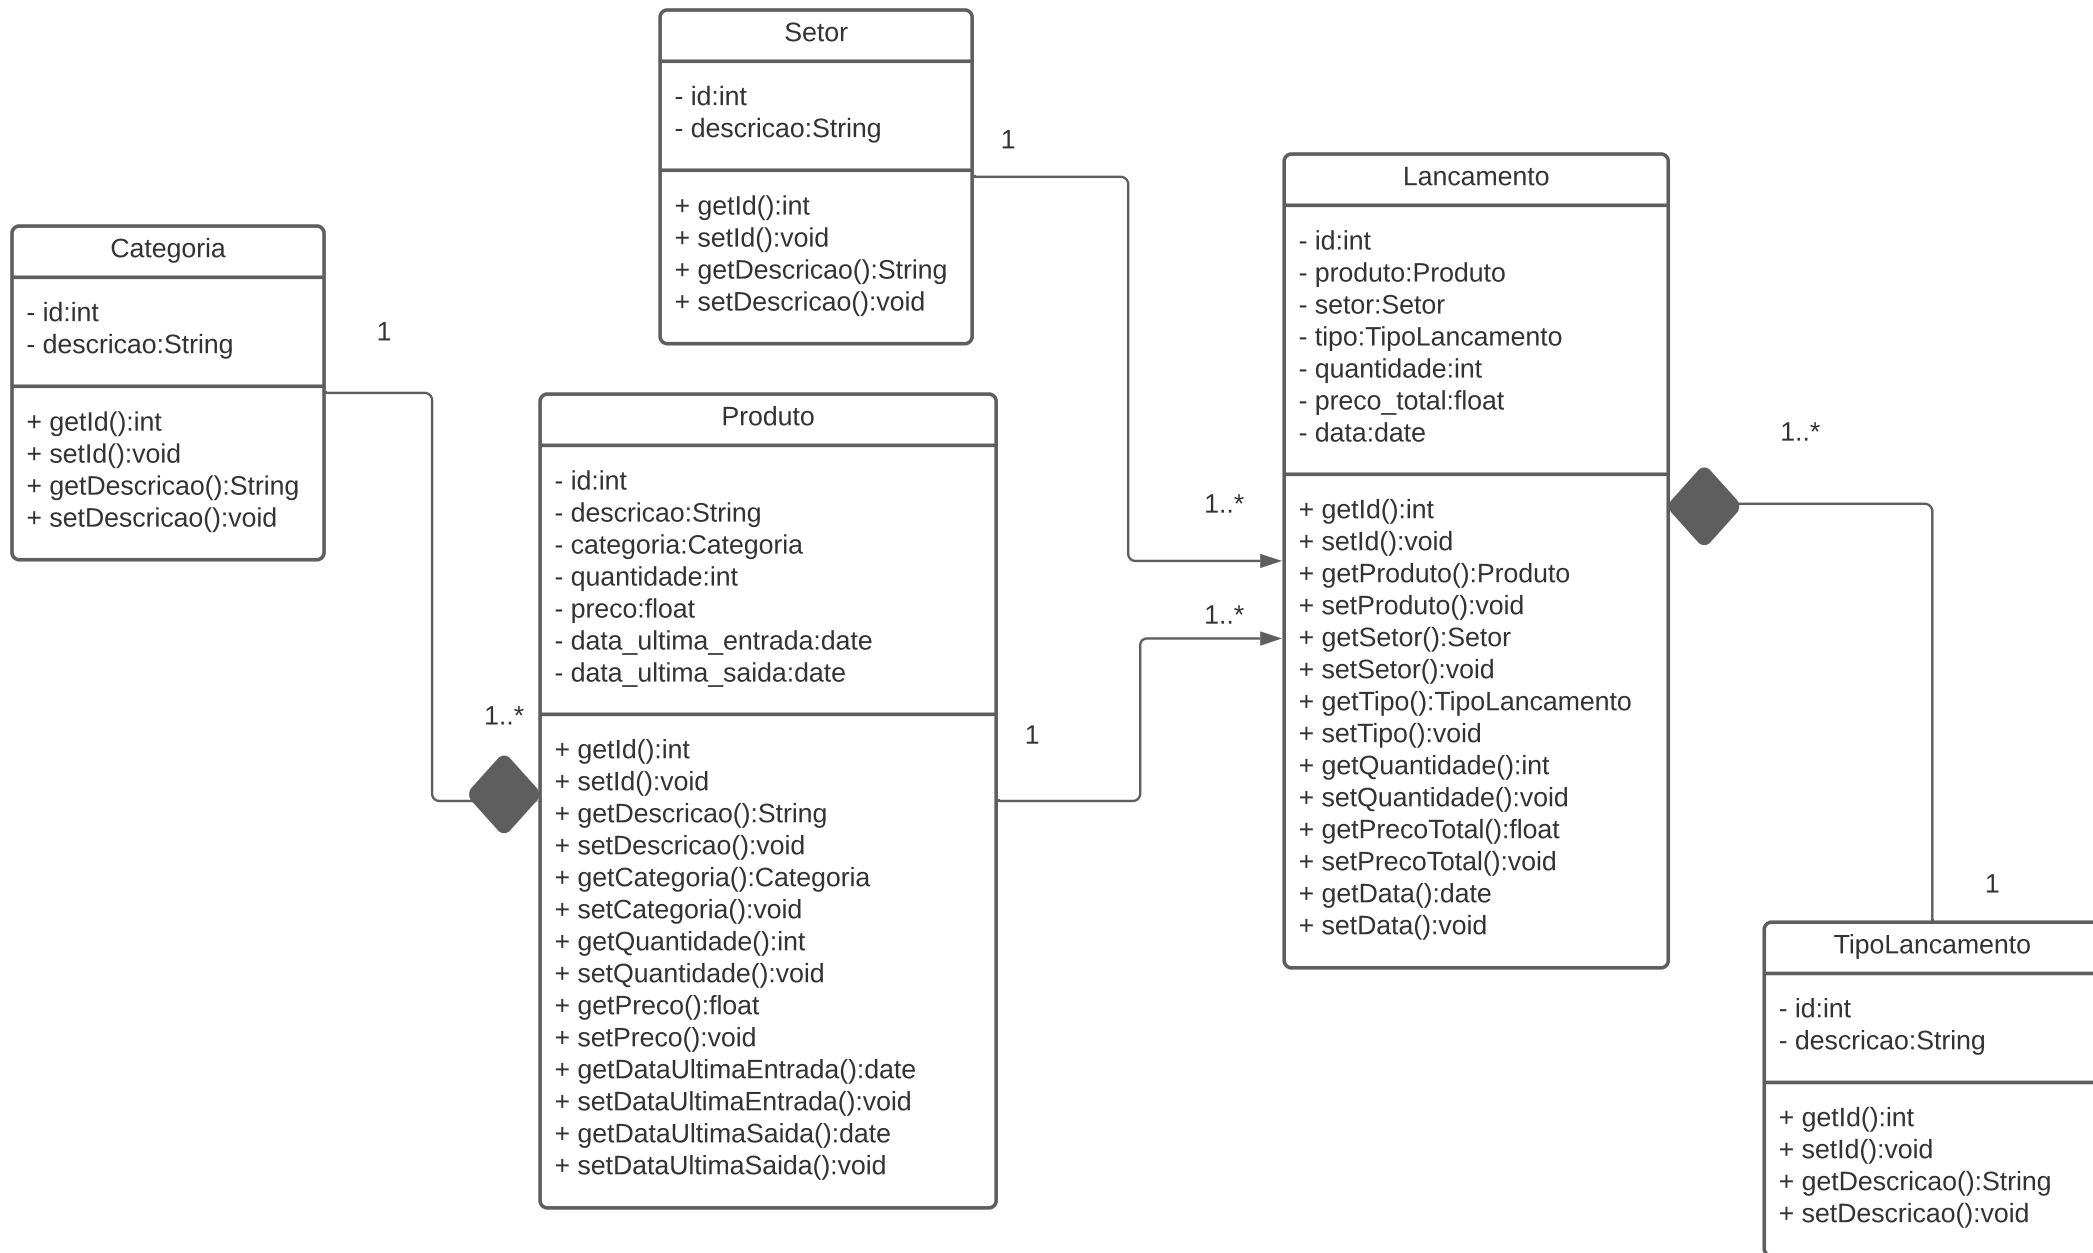 Setor
- id:int
- descricao:String
+ getId():int
+ setId():void
+ getDescricao():String
+ setDescricao():void
1
1..*
Categoria
- id:int
- descricao:String
+ getId():int
+ setId():void
+ getDescricao():String
+ setDescricao():void
1
1..*
Produto
- id:int
- descricao:String
- categoria:Categoria
- quantidade:int
- preco:float
- data_ultima_entrada:date
- data_ultima_saida:date
+ getId():int
+ setId():void
+ getDescricao():String
+ setDescricao():void
+ getCategoria():Categoria
+ setCategoria():void
+ getQuantidade():int
+ setQuantidade():void
+ getPreco():float
+ setPreco():void
+ getDataUltimaEntrada():date
+ setDataUltimaEntrada():void
+ getDataUltimaSaida():date
+ setDataUltimaSaida():void
1
1..*
Lancamento
- id:int
- produto:Produto
- setor:Setor
- tipo:TipoLancamento
- quantidade:int
- preco_total:float
- data:date
+ getId():int
+ setId():void
+ getProduto():Produto
+ setProduto():void
+ getSetor():Setor
+ setSetor():void
+ getTipo():TipoLancamento
+ setTipo():void
+ getQuantidade():int
+ setQuantidade():void
+ getPrecoTotal():float
+ setPrecoTotal():void
+ getData():date
+ setData():void
1..*
1
TipoLancamento
- id:int
- descricao:String
+ getId():int
+ setId():void
+ getDescricao():String
+ setDescricao():void